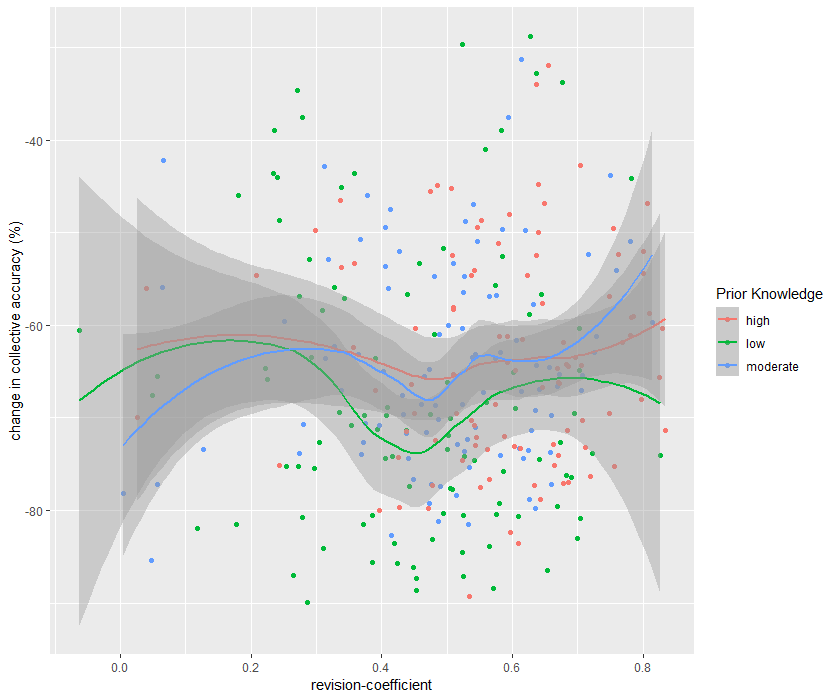 change in collective accuracy (%)
-40
-60
-80
0.0 0.2 0.4 0.6 0.8
revision-coefficient
Prior Knowledge
high
low
moderate